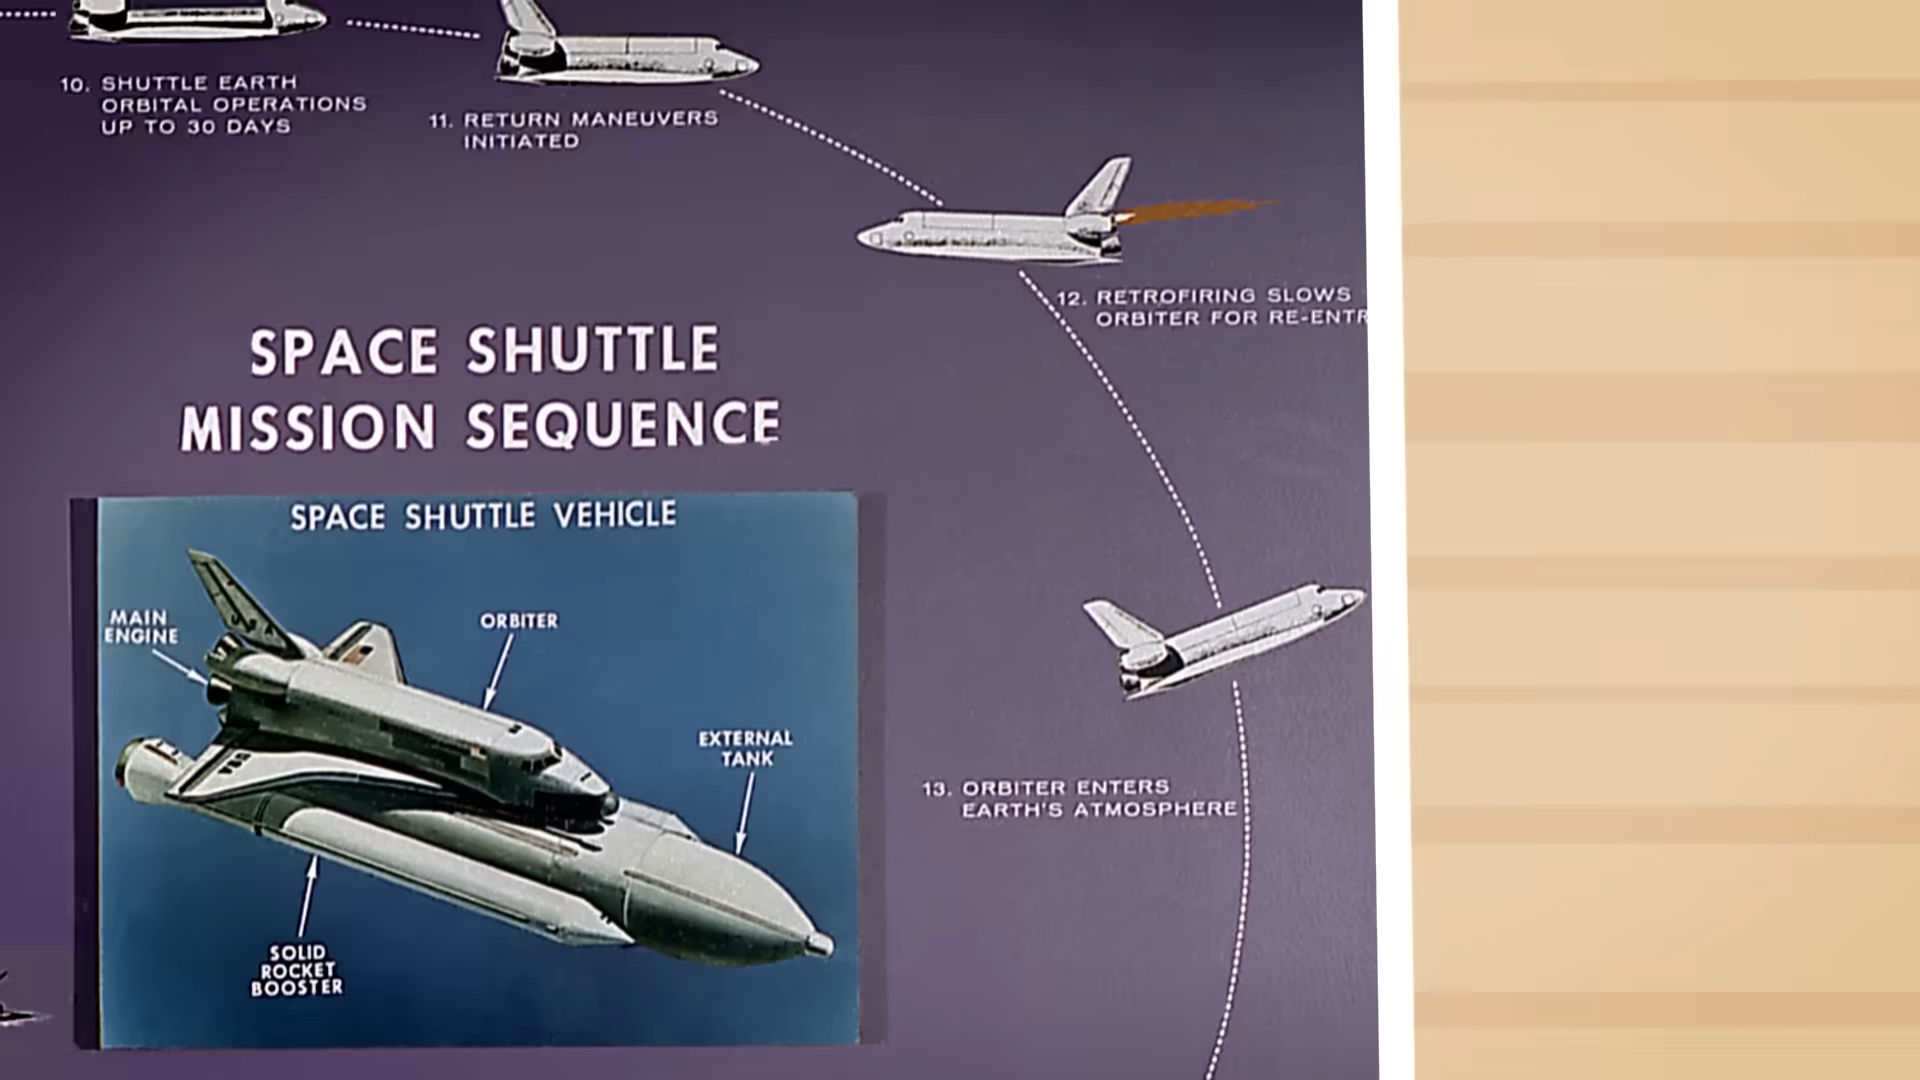 10. SHUTTLE EARTH
ORBITAL OPERATIONS
UP TO 30 DAYS
11. RETURN MANEUVERS
INITIATED
12. RETROFIRING SLOWS
ORBITER FOR RE-ENTR
SPACE SHUTTLE
MISSION SEQUENCE
SPACE SHUTTLE VEHICLE
MAIN
ENGINE
ORBITER
EXTERNAL
TANK
13. ORBITER ENTERS
EARTH'S ATMOSPHERE
SOLID
ROCKET
BOOSTER
USA